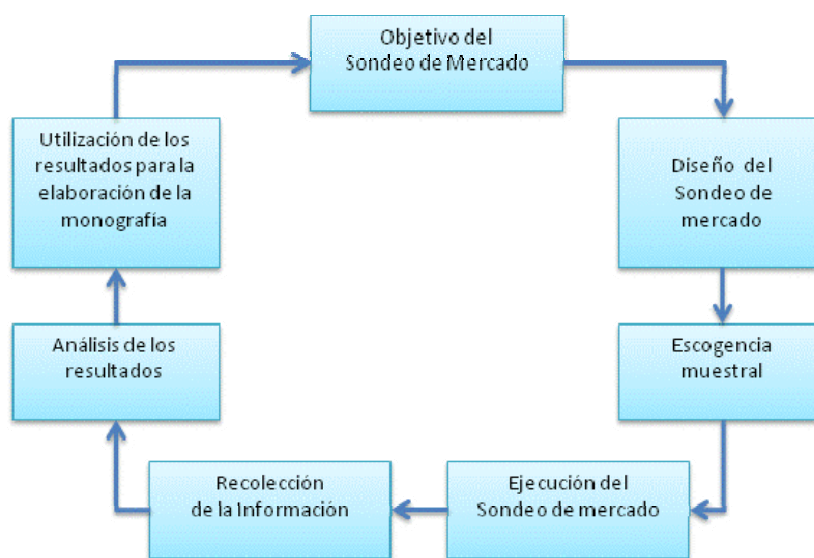 Objetivo del
Sondeo de Mercado
Diseño del
Sondeo de
mercado
Escogencia
muestral
Ejecución del
Sondeo de mercado
Recolección
de la Información
Análisis de los
resultados
Utilización de los
resultados para la
elaboración de la
monografía